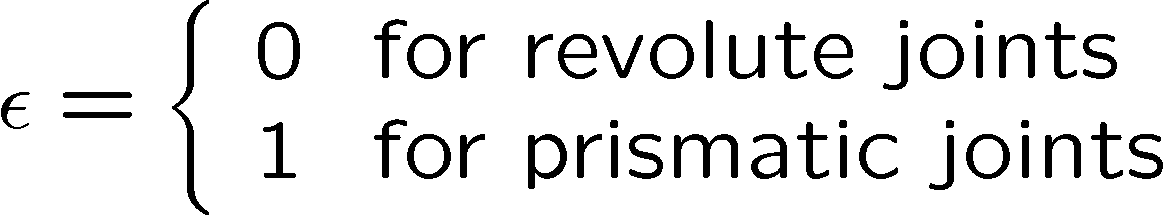 ϵ = { 0 for revolute joints
1 for prismatic joints